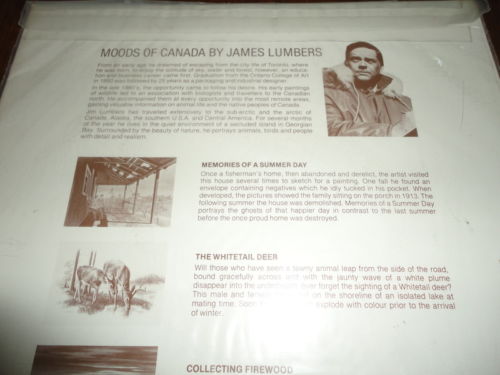 MOODS OF CANADA BY JAMES LUMBERS
From an early age he dreamed of escaping from the city life of Toronto, where
he was born, to enjoy the solitude of sky, water and forest; however, an educa-
tion and business career came first. Graduation from the Ontario College of Art
in 1950 was followed by 25 years as a packaging and industrial designer.
In the late 1960's, the opportunity came to follow his desire. His early paintings
of wildlife led to an association with biologists and travellers to the Canadian
north. He accompanied them at every opportunity into the most remote areas,
gaining valuable information on animal life and the native peoples of Canada.
Jim Lumbers has travelled extensively to the sub-arctic and the arctic of
Canada, Alaska, the southern U.S.A. and Central America. For several months
of the year he lives in the quiet environment of a secluded island in Georgian
Bay. Surrounded by the beauty of nature, he portrays animals, birds and people
with detail and realism.
MEMORIES OF A SUMMER DAY
Once a fisherman's home, then abandoned and derelict, the artist visited
this house several times to sketch for a painting. One fall he found an
envelope containing negatives which he idly tucked in his pocket. When
developed, the pictures showed the family sitting on the porch in 1913. The
following summer the house was demolished. Memories of a Summer Day
portrays the ghosts of that happier day in contrast to the last summer
before the once proud home was destroyed.
THE WHITETAIL DEER
Will those who have seen a tawny animal leap from the side of the road,
bound gracefully across and with the jaunty wave of a white plume
disappear into the ever forget the sighting of a Whitetail deer?
This male and on the shoreline of an isolated lake at
mating time. Soon explode with colour prior to the arrival
of winter.
COLLECTING FIREWOOD